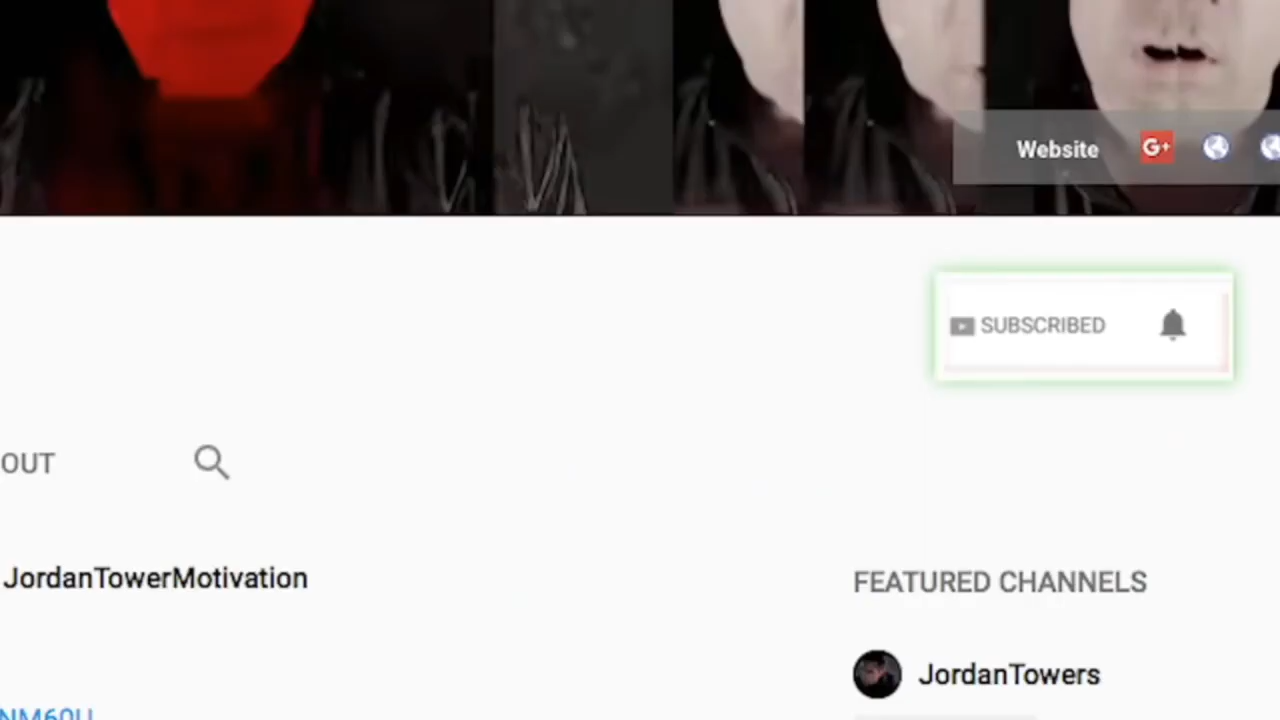 Website G+
SUBSCRIBED
OUT
JordanTowerMotivation
FEATURED CHANNELS
JordanTowers